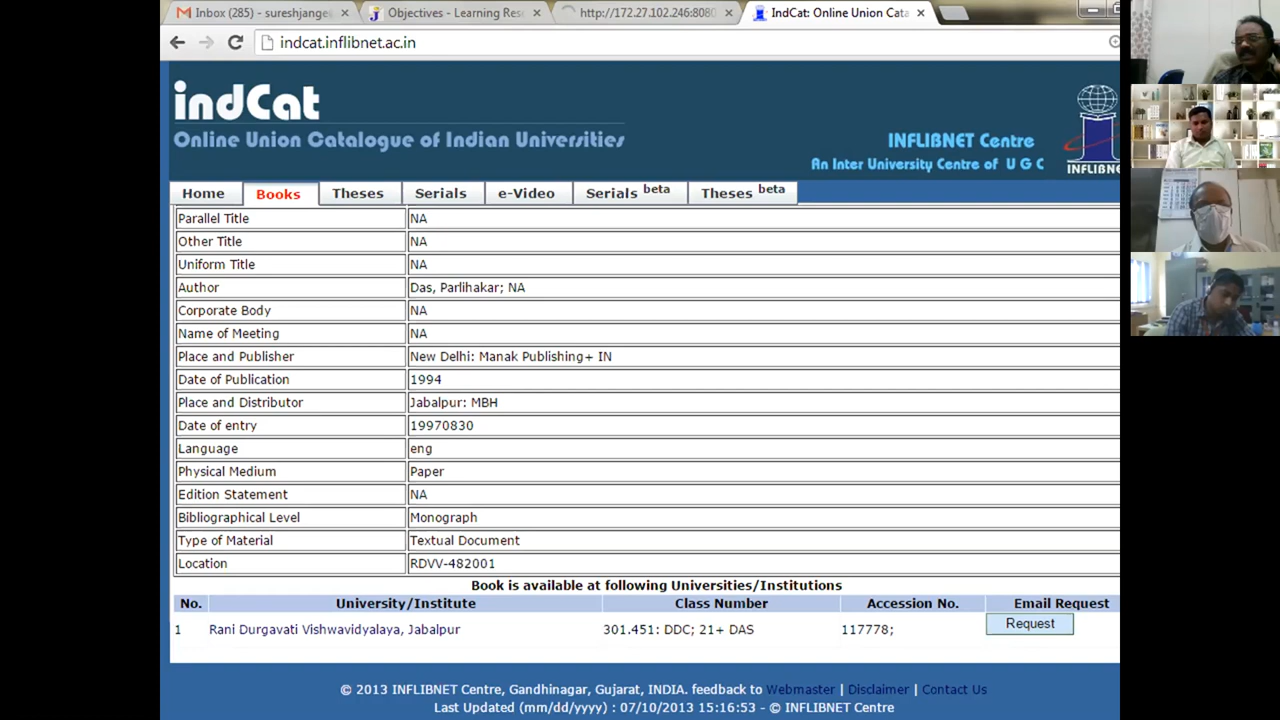 Inbox (285) - sureshjange
Objectives - Learning Res
http://172.27.102.246:8080
IndCat: Online Union Cata
indcat.inflibnet.ac.in
indCat
Online Union Catalogue of Indian Universities
INFLIBNET Centre
An Inter University Centre of U G C
INFLIBNE
Home Books Theses Serials e-Video Serials beta Theses beta
Parallel Title NA
Other Title NA
Uniform Title NA
Author Das, Parlihakar; NA
Corporate Body NA
Name of Meeting NA
Place and Publisher New Delhi: Manak Publishing+ IN
Date of Publication 1994
Place and Distributor Jabalpur: MBH
Date of entry 19970830
Language eng
Physical Medium Paper
Edition Statement NA
Bibliographical Level Monograph
Type of Material Textual Document
Location RDVV-482001
Book is available at following Universities/Institutions
No. University/Institute Class Number Accession No. Email Request
1 Rani Durgavati Vishwavidyalaya, Jabalpur 301.451: DDC; 21+ DAS 117778; Request
© 2013 INFLIBNET Centre, Gandhinagar, Gujarat, INDIA. feedback to Webmaster | Disclaimer | Contact Us
Last Updated (mm/dd/yyyy) : 07/10/2013 15:16:53 - © INFLIBNET Centre